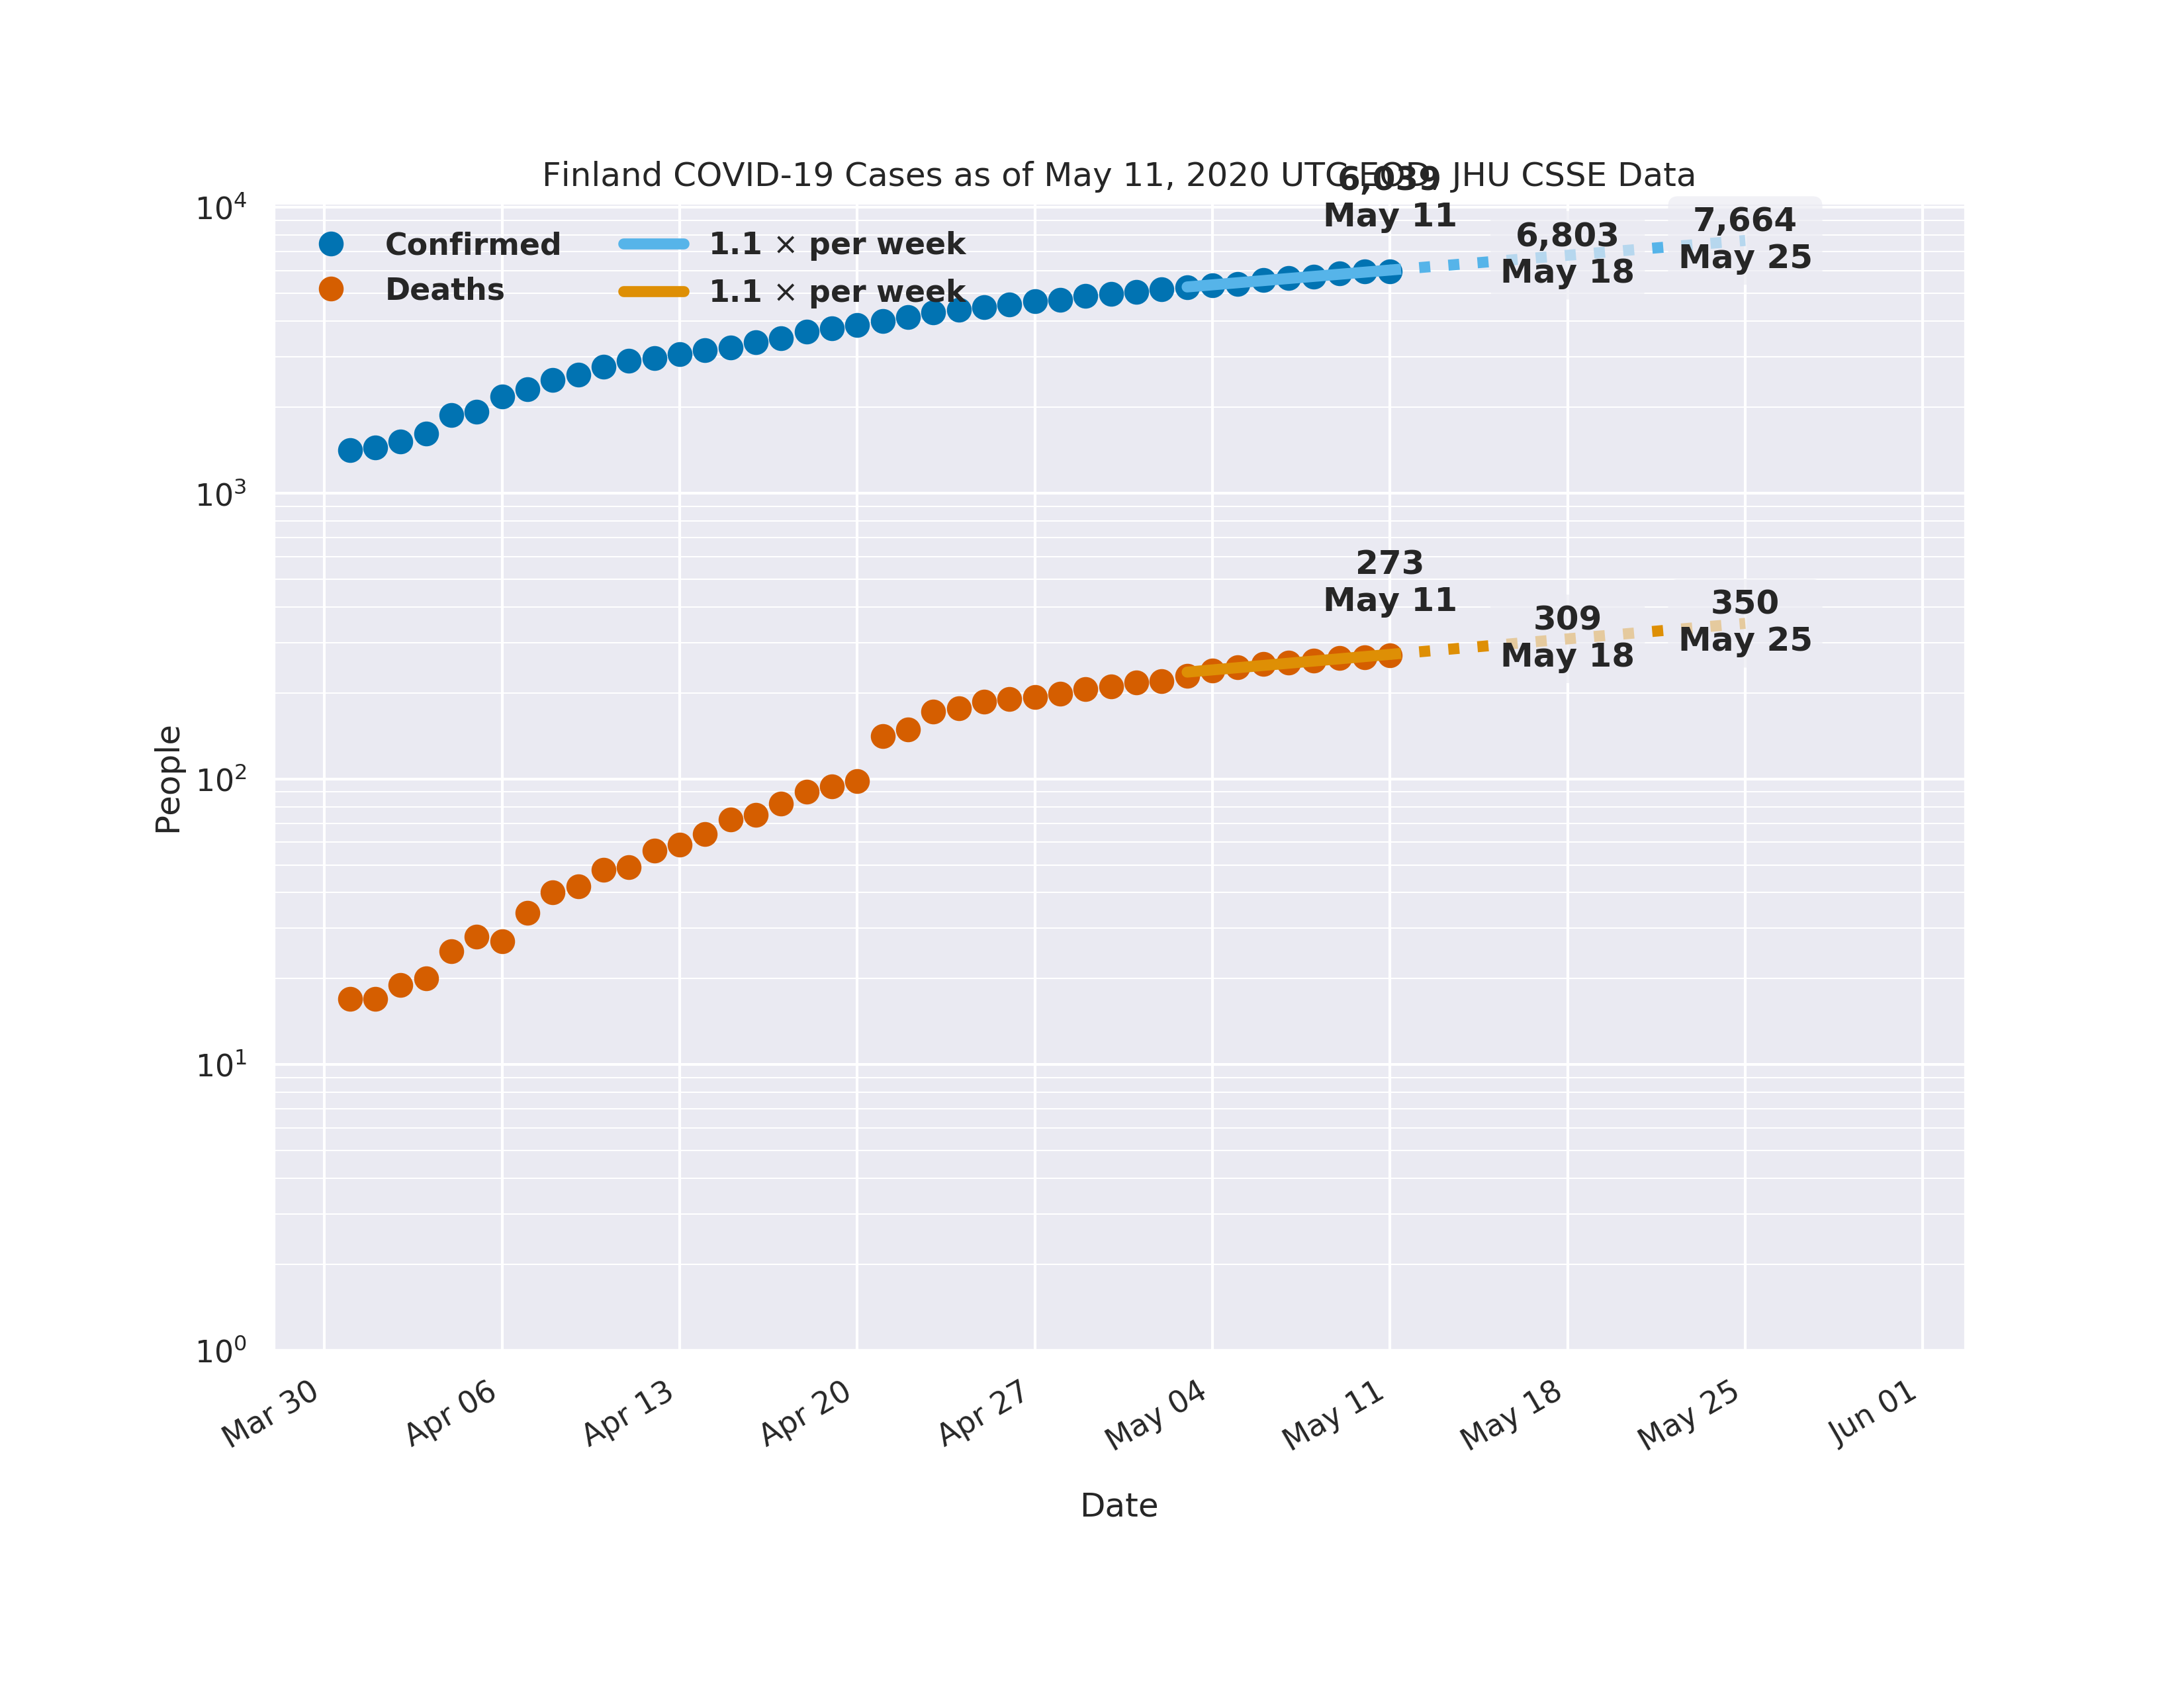 Finland COVID-19 Cases as of May 11, 2020 UTC EOD, JHU CSSE Data
6,039
May 11
6,803
May 18
7,664
May 25
Confirmed
Deaths
1.1 × per week
1.1 × per week
273
May 11
309
May 18
350
May 25
People
10⁴
10³
10²
10¹
10⁰
Mar 30
Apr 06
Apr 13
Apr 20
Apr 27
May 04
May 11
May 18
May 25
Jun 01
Date